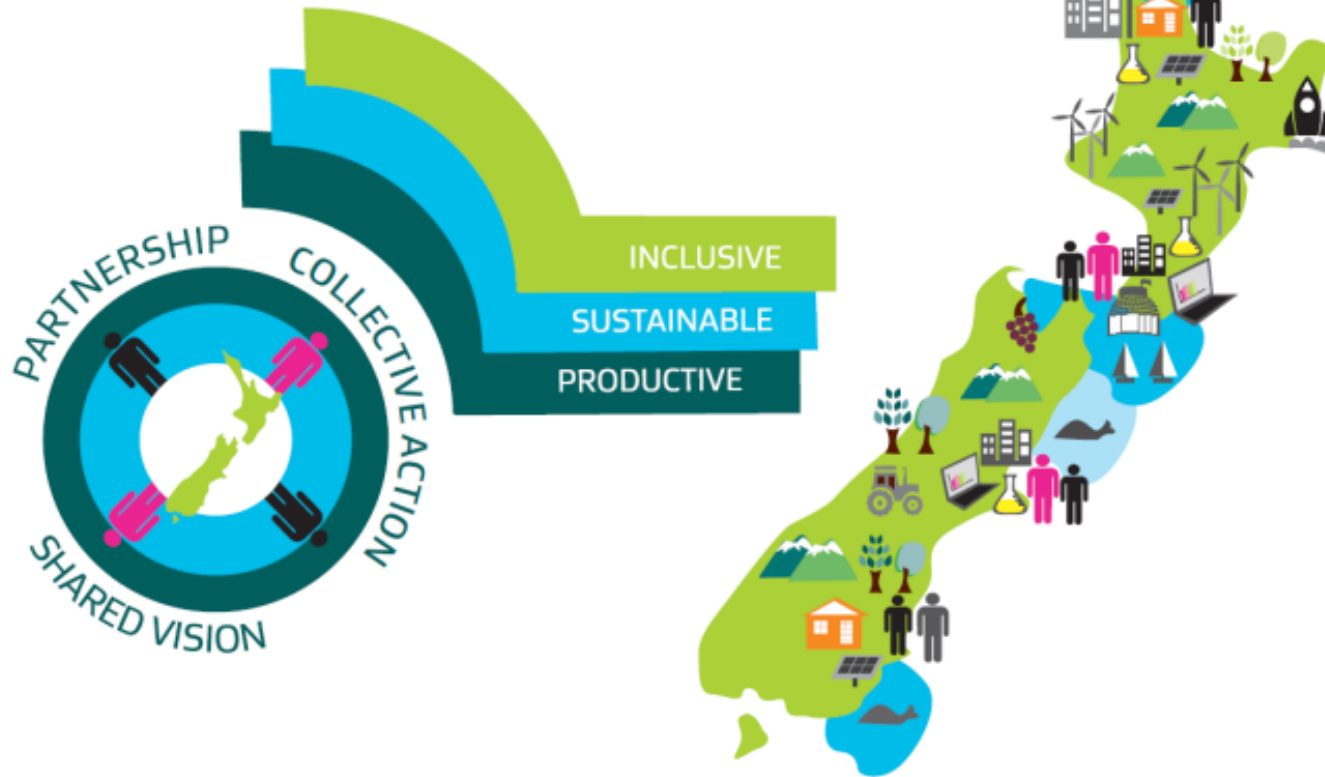 PARTNERSHIP
COLLECTIVE ACTION
SHARED VISION
INCLUSIVE
SUSTAINABLE
PRODUCTIVE